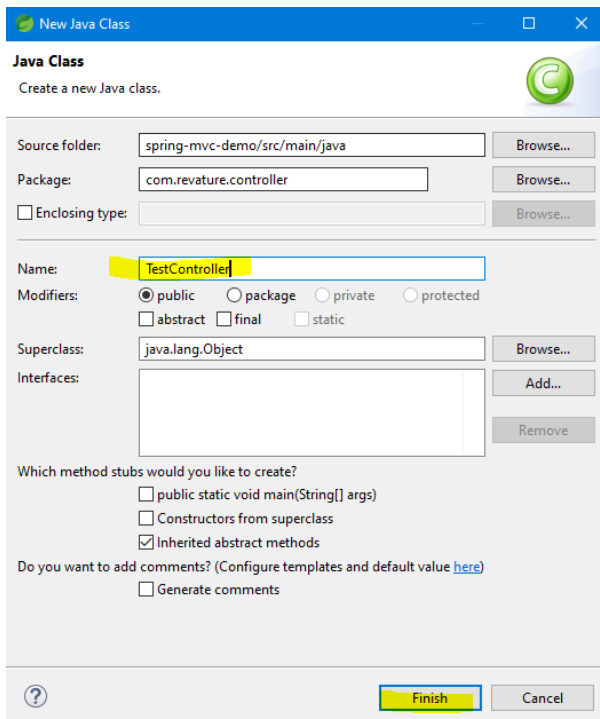 New Java Class
Java Class
Create a new Java class.
C
Source folder: spring-mvc-demo/src/main/java Browse...
Package: com.revature.controller Browse...
Enclosing type: Browse...
Name: TestController
Modifiers: public package private protected
abstract final static
Superclass: java.lang.Object Browse...
Interfaces: Add...
Remove
Which method stubs would you like to create?
public static void main(String[] args)
Constructors from superclass
Inherited abstract methods
Do you want to add comments? (Configure templates and default value here)
Generate comments
? Finish Cancel